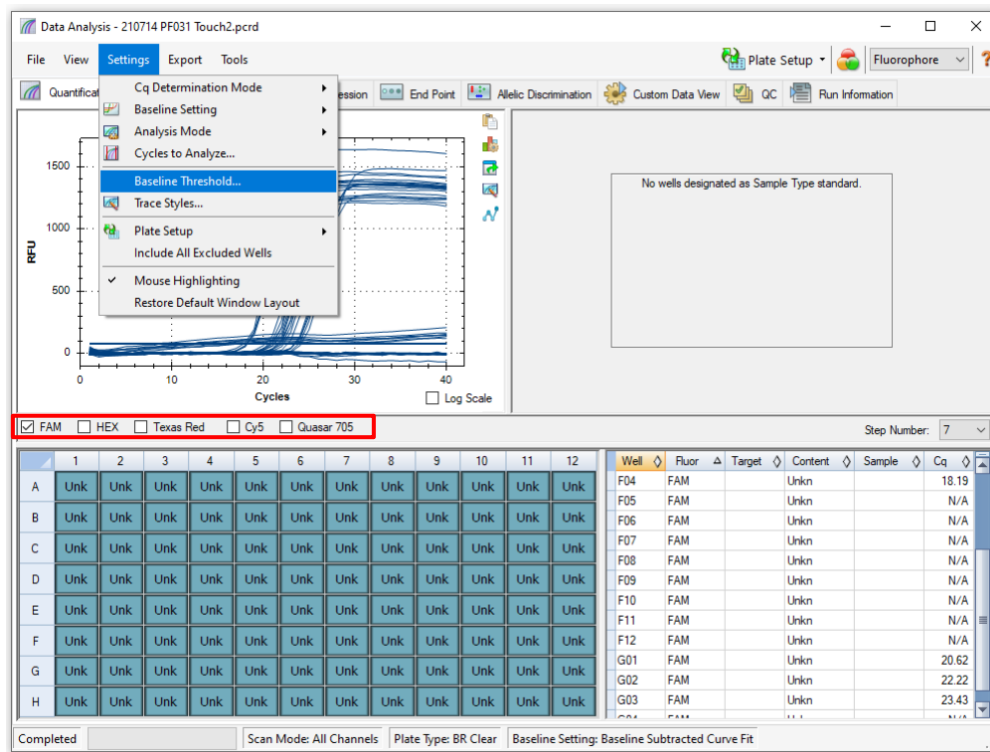 Data Analysis - 210714 PF031 Touch2.pcrd
File View Settings Export Tools Plate Setup Fluorophore ?
Quantificat ession End Point Allelic Discrimination Custom Data View QC Run Information
Cq Determination Mode
Baseline Setting
Analysis Mode
Cycles to Analyze...
Baseline Threshold...
Trace Styles...
Plate Setup
Include All Excluded Wells
Mouse Highlighting
Restore Default Window Layout
1500
1000
500
0
RFU
0 10 20 30 40
Cycles
Log Scale
No wells designated as Sample Type standard.
FAM HEX Texas Red Cy5 Quasar 705 Step Number: 7
1 2 3 4 5 6 7 8 9 10 11 12
A Unk Unk Unk Unk Unk Unk Unk Unk Unk Unk Unk Unk
B Unk Unk Unk Unk Unk Unk Unk Unk Unk Unk Unk Unk
C Unk Unk Unk Unk Unk Unk Unk Unk Unk Unk Unk Unk
D Unk Unk Unk Unk Unk Unk Unk Unk Unk Unk Unk Unk
E Unk Unk Unk Unk Unk Unk Unk Unk Unk Unk Unk Unk
F Unk Unk Unk Unk Unk Unk Unk Unk Unk Unk Unk Unk
G Unk Unk Unk Unk Unk Unk Unk Unk Unk Unk Unk Unk
H Unk Unk Unk Unk Unk Unk Unk Unk Unk Unk Unk Unk
Well Fluor Target Content Sample Cq
F04 FAM Unkn 18.19
F05 FAM Unkn N/A
F06 FAM Unkn N/A
F07 FAM Unkn N/A
F08 FAM Unkn N/A
F09 FAM Unkn N/A
F10 FAM Unkn N/A
F11 FAM Unkn N/A
F12 FAM Unkn N/A
G01 FAM Unkn 20.62
G02 FAM Unkn 22.22
G03 FAM Unkn 23.43
Completed Scan Mode: All Channels Plate Type: BR Clear Baseline Setting: Baseline Subtracted Curve Fit